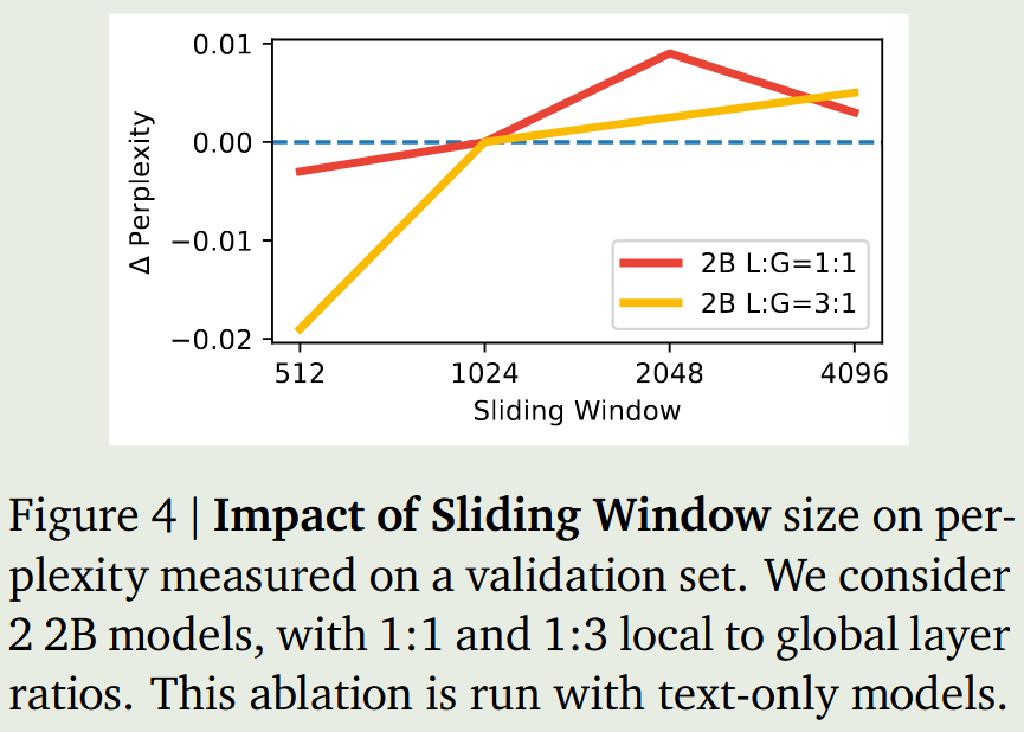 0.01
0.00
−0.01
−0.02
Δ Perplexity
2B L:G=1:1
2B L:G=3:1
512 1024 2048 4096
Sliding Window
Figure 4 | Impact of Sliding Window size on per-
plexity measured on a validation set. We consider
2 2B models, with 1:1 and 1:3 local to global layer
ratios. This ablation is run with text-only models.